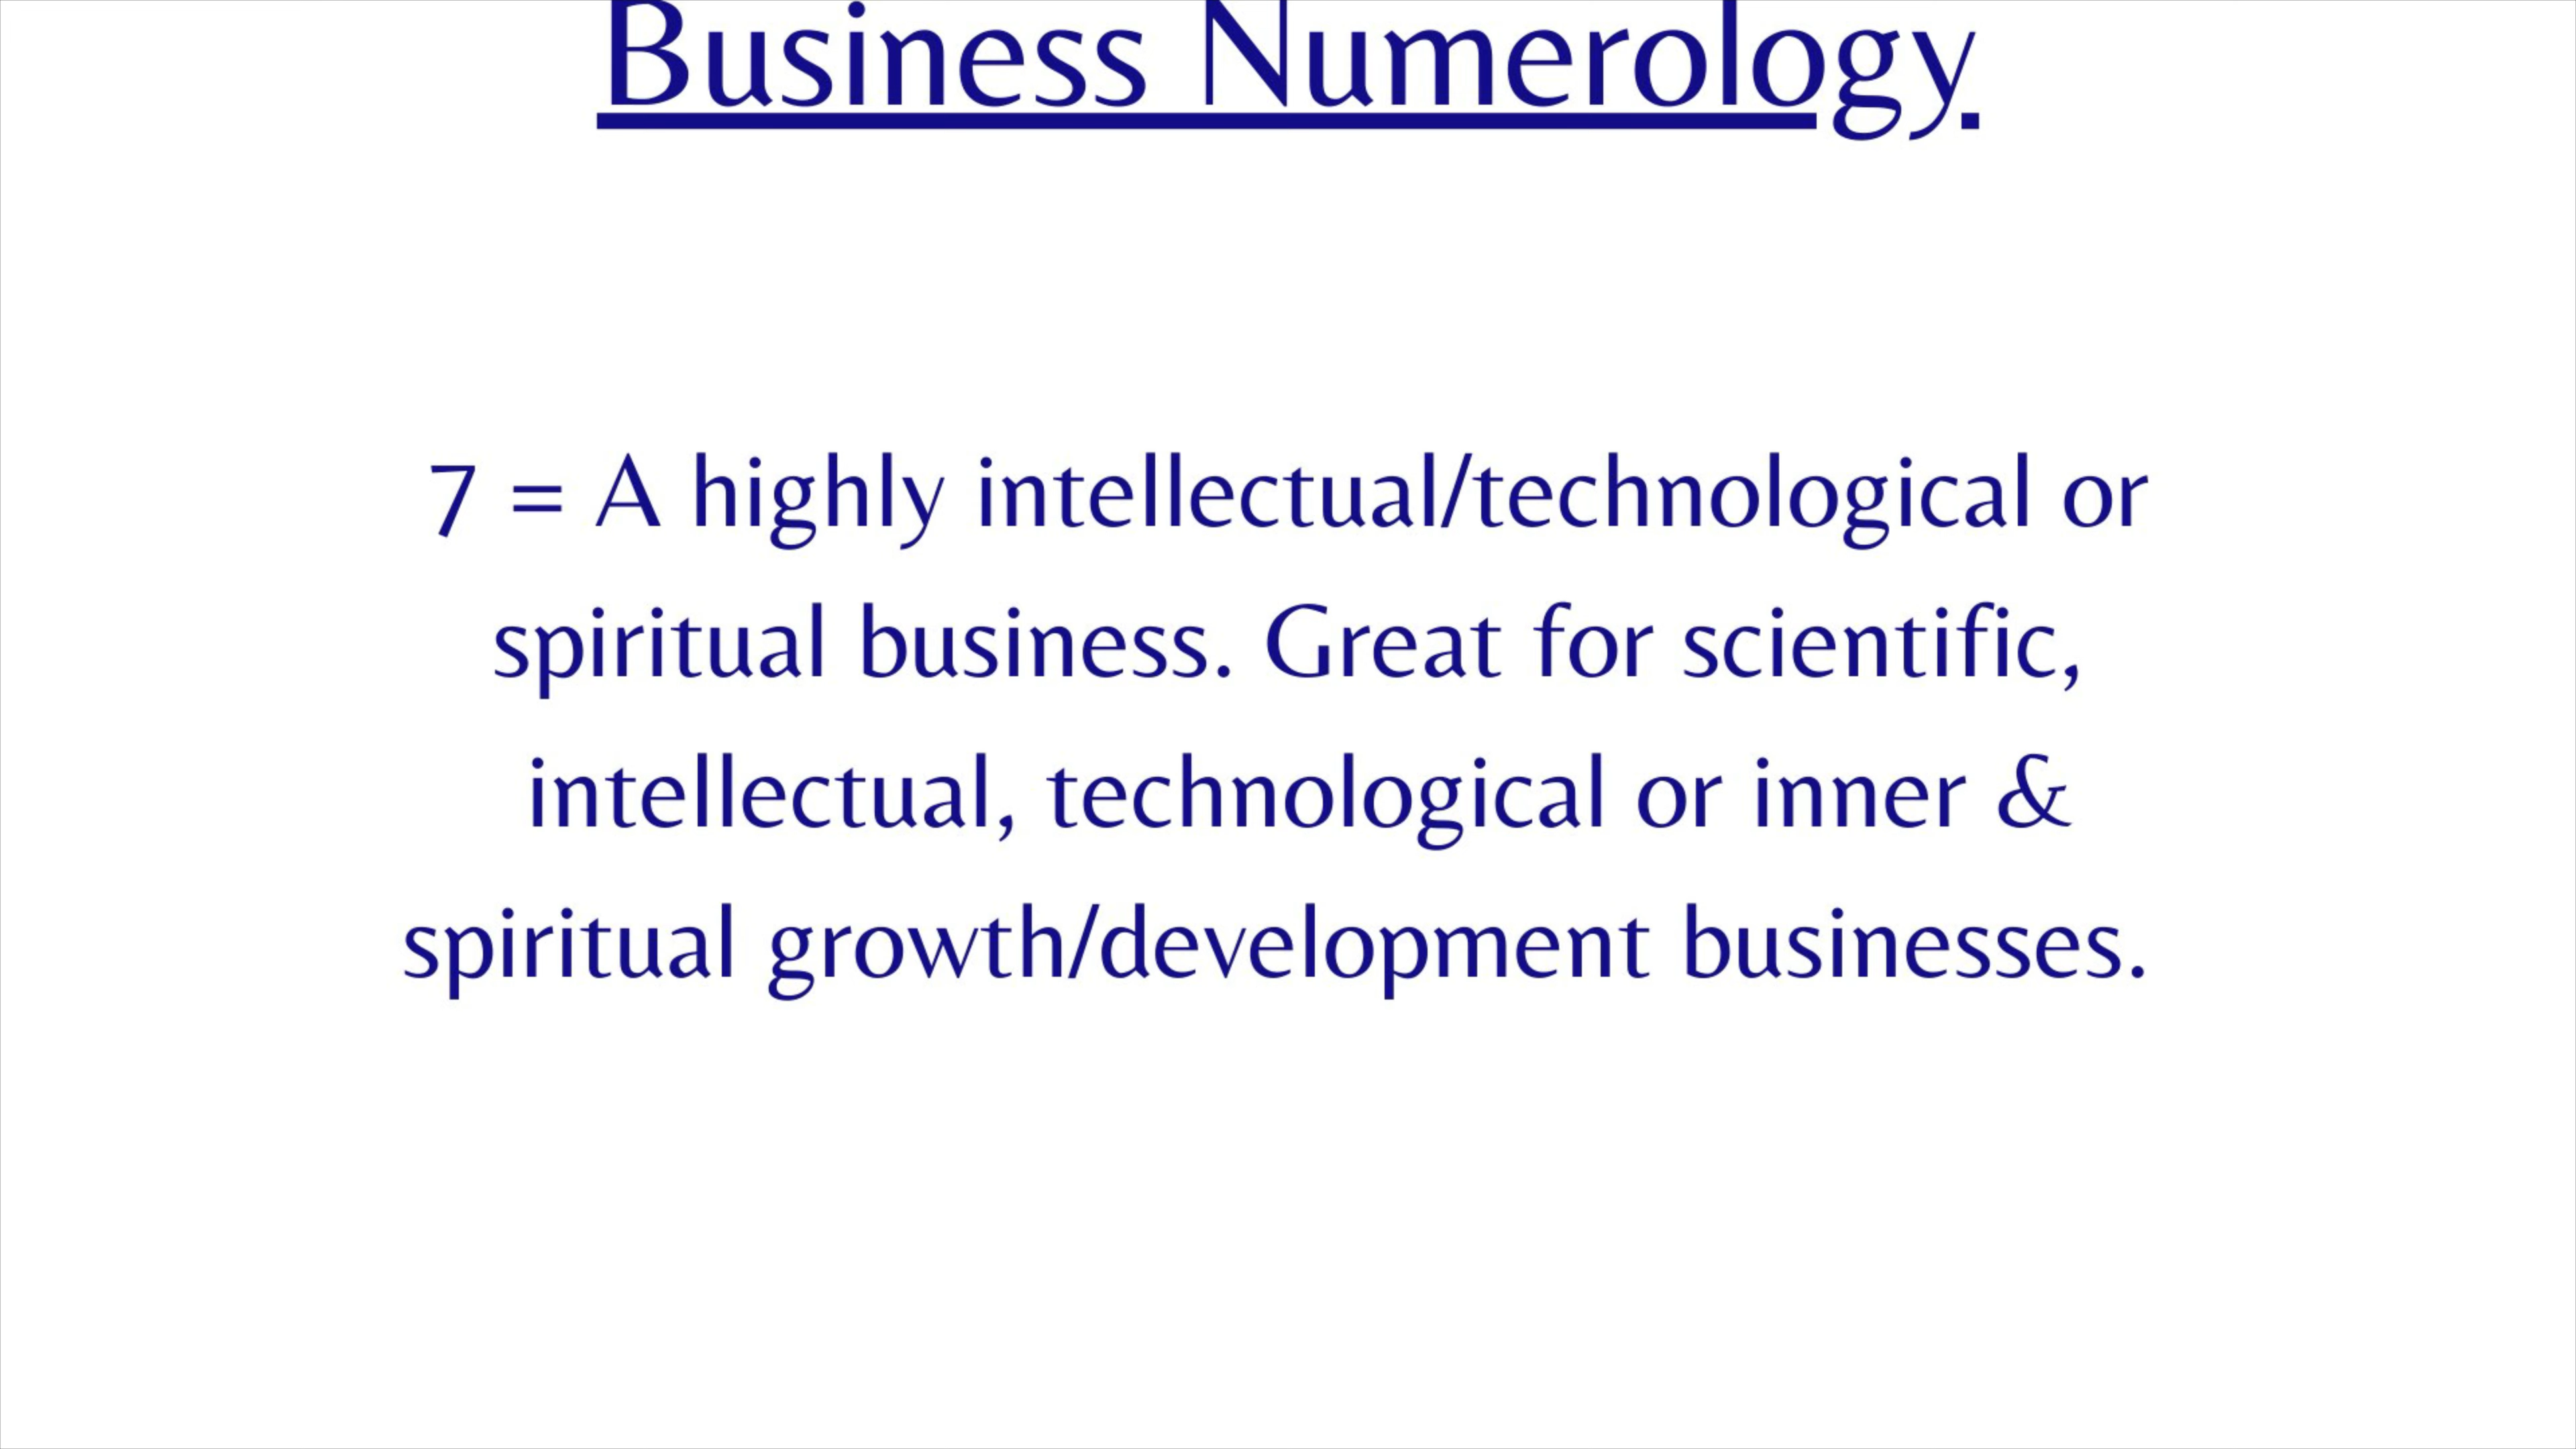 Business Numerology
7 = A highly intellectual/technological or
spiritual business. Great for scientific,
intellectual, technological or inner &
spiritual growth/development businesses.